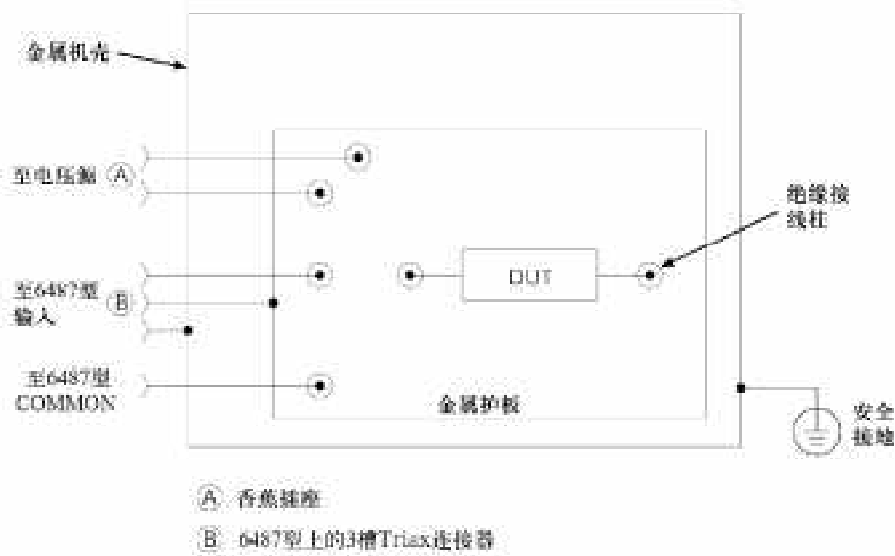 金属机壳
至电压源 A
绝缘接
线柱
DUT
至6487型
输入
B
至6487型
COMMON
金属护板
安全
接地
A 香蕉插座
B 6487型上的3槽Triax连接器